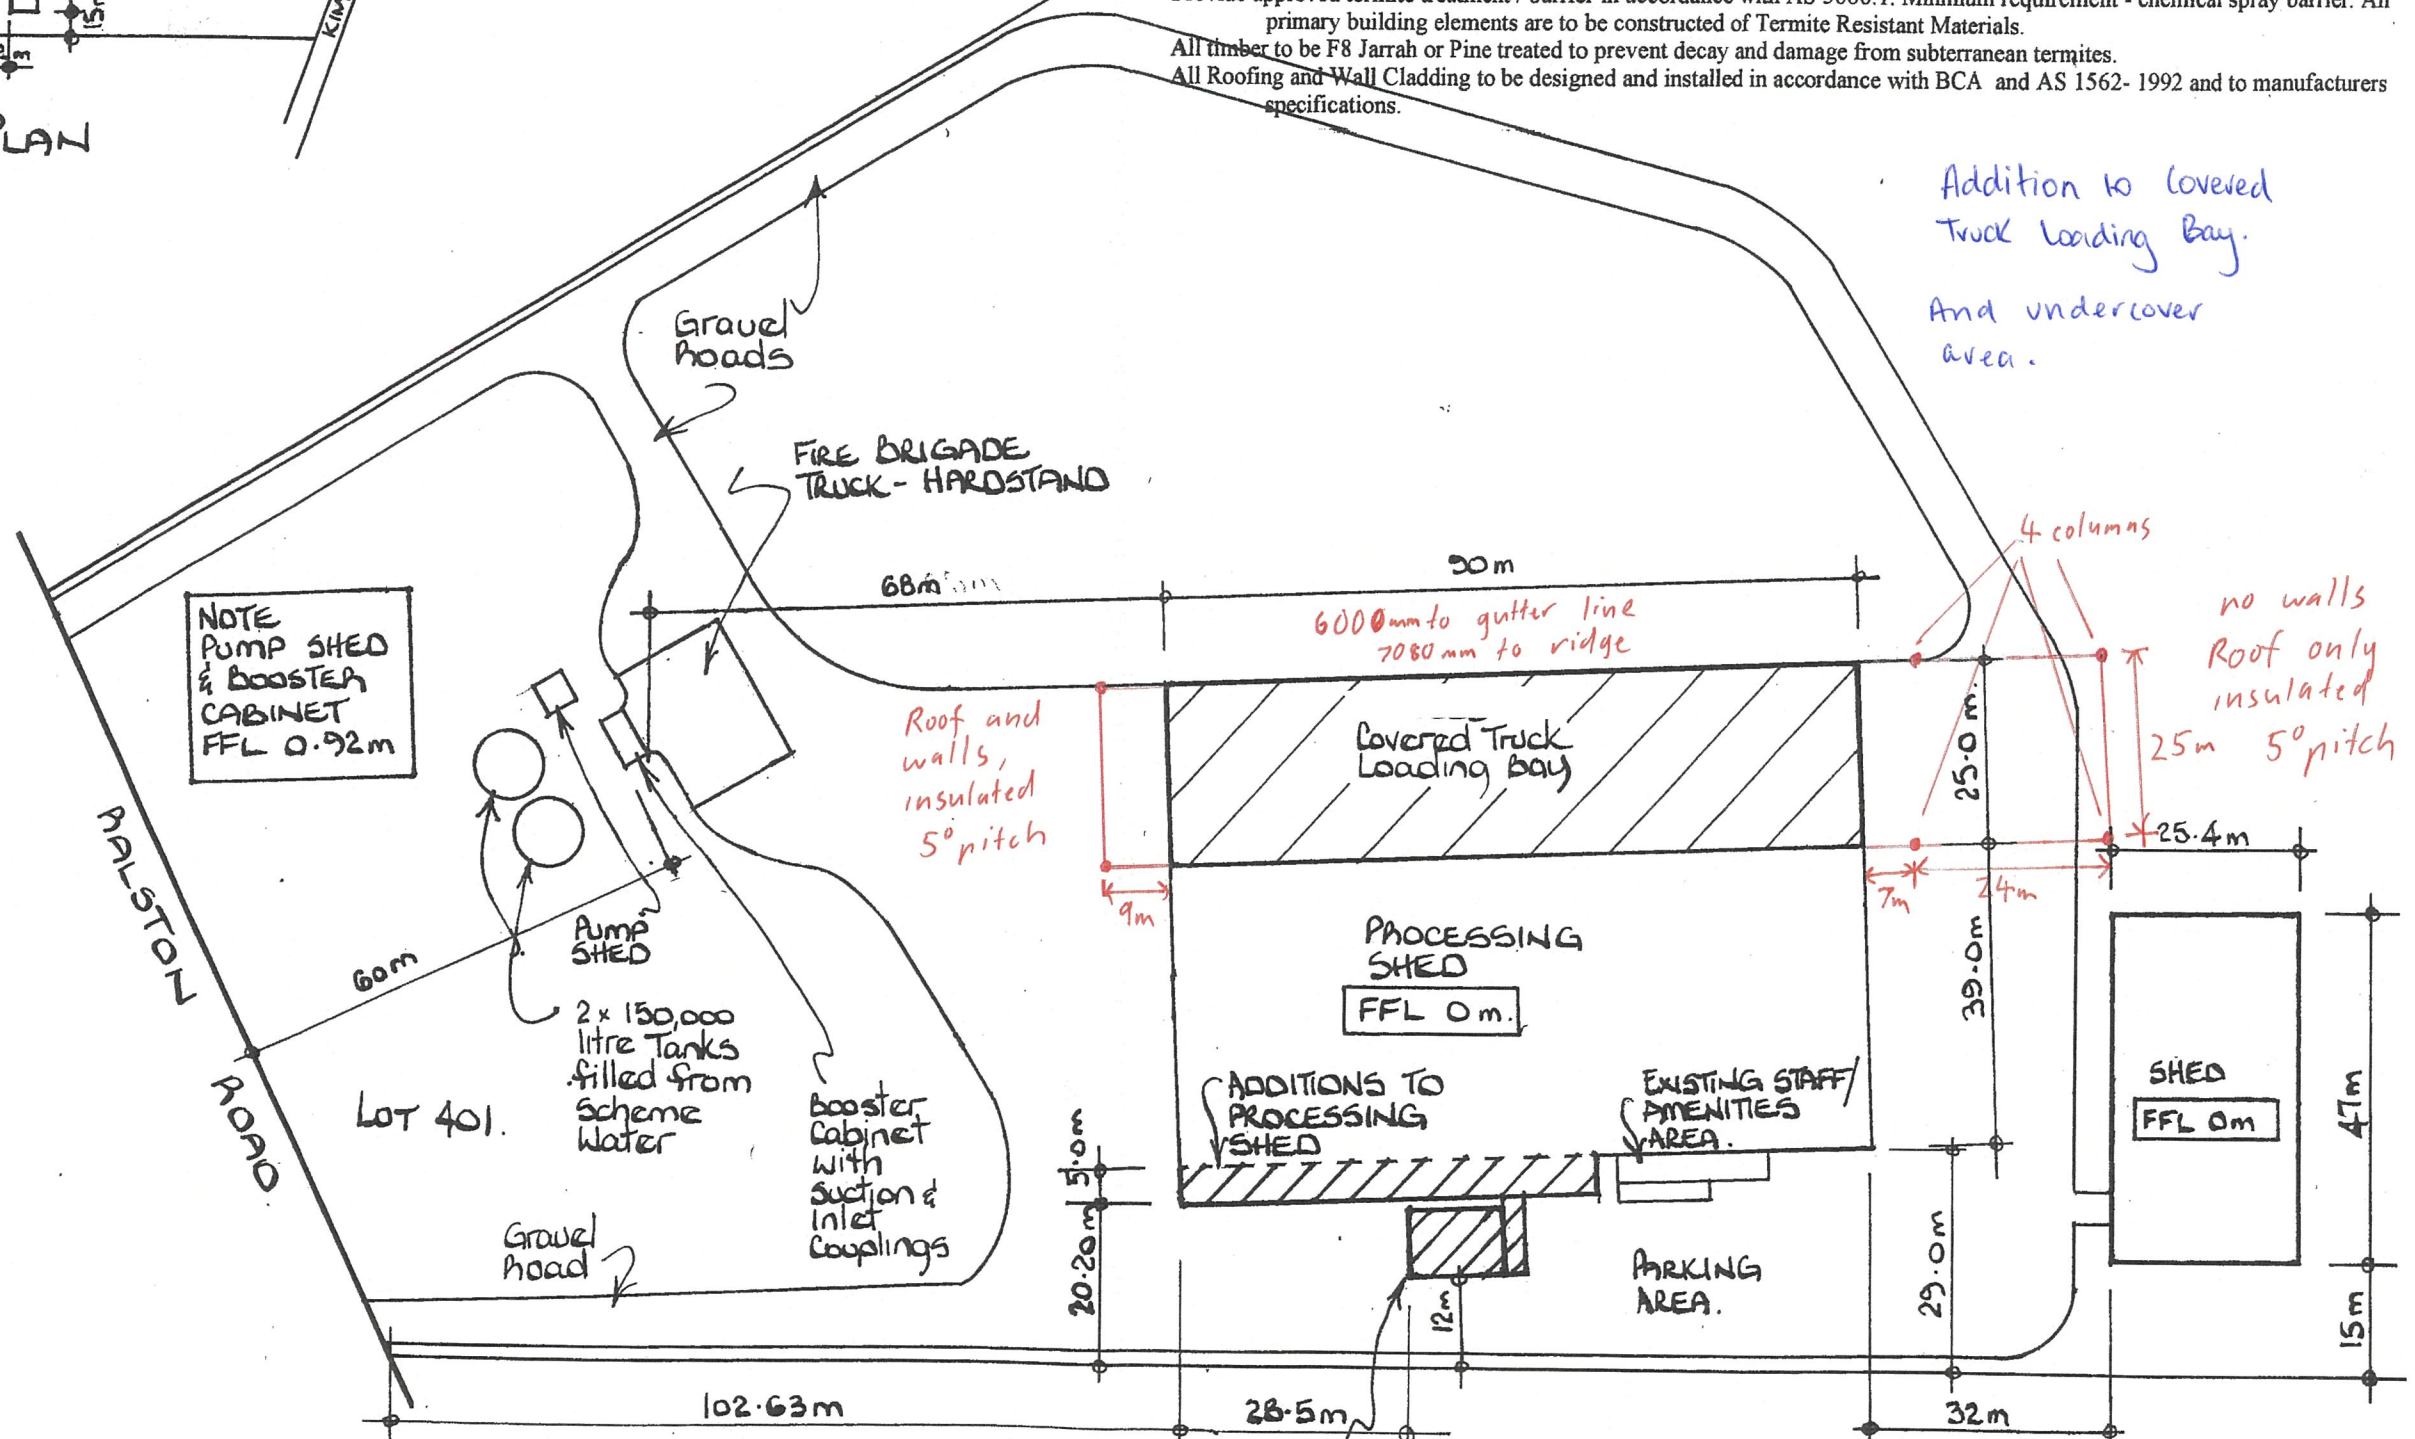 primary building elements are to be constructed of Termite Resistant Materials.
All timber to be F8 Jarrah or Pine treated to prevent decay and damage from subterranean termites.
All Roofing and Wall Cladding to be designed and installed in accordance with BCA and AS 1562- 1992 and to manufacturers
specifications.
LAN
Addition to Covered
Truck Loading Bay.
And undercover
area.
Gravel
Roads
FIRE BRIGADE
TRUCK - HARDSTAND
4 columns
68m
90m
6000mm to gutter line
7080mm to ridge
no walls
Roof only
insulated
5° pitch
25m
NOTE
PUMP SHED
& BOOSTER
CABINET
FFL 0.92m
Roof and
walls,
insulated
5° pitch
Covered Truck
Loading bay
25.0m.
25.4m
9m
7m
24m
RALSTON
ROAD
60m
Pump
SHED
PROCESSING
SHED
FFL 0m.
39.0m
2 x 150,000
litre Tanks
filled from
Scheme
Water
LOT 401.
Booster
Cabinet
with
Suction &
Inlet
Couplings
ADDITIONS TO
PROCESSING
SHED
EXISTING STAFF/
AMENITIES
AREA.
SHED
FFL 0m
47m
5.0m
20.20m
Gravel
Road
12m
PARKING
AREA.
29.0m
15m
102.63m
28.5m
32m